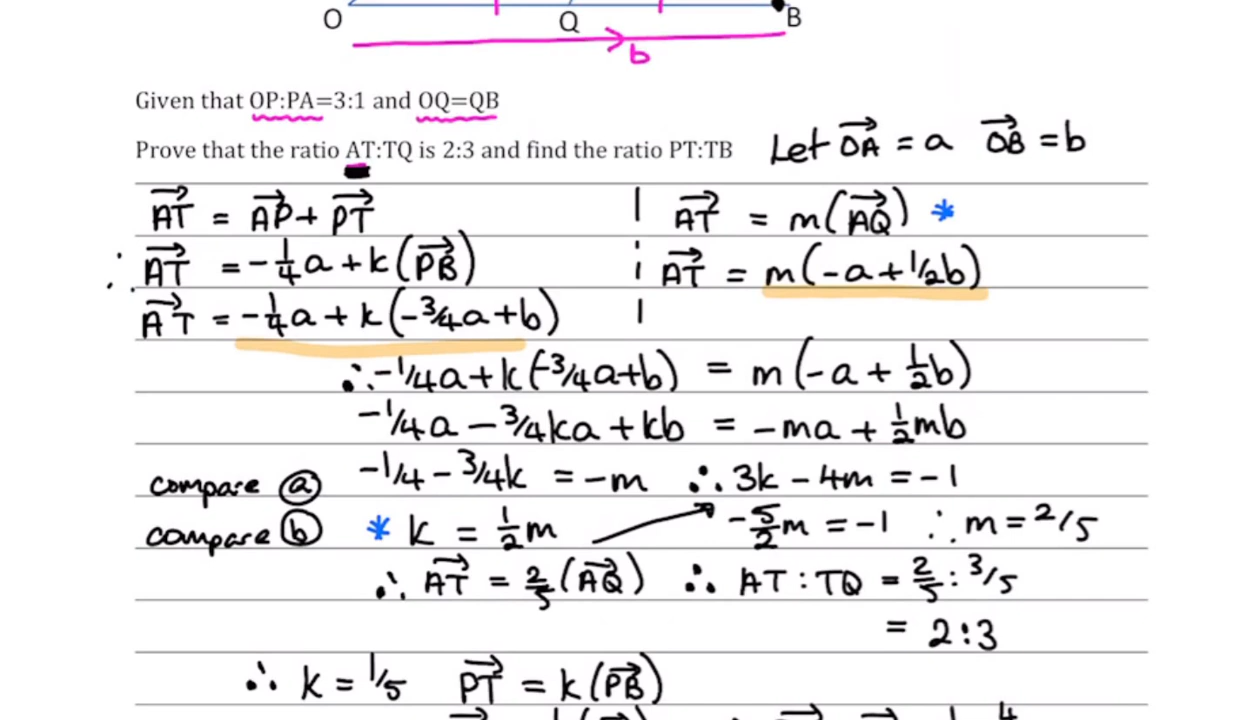 O Q B
b
Given that OP:PA=3:1 and OQ=QB
Prove that the ratio AT:TQ is 2:3 and find the ratio PT:TB Let OA⃗ = a OB⃗ = b
AT⃗ = AP⃗ + PT⃗ | AT⃗ = m(AQ⃗) *
∴ AT⃗ = -¼a + k(PB⃗) | AT⃗ = m(-a + 1/2b)
AT⃗ = -¼a + k(-3/4a + b) |
∴ -1/4a + k(-3/4a + b) = m(-a + ½b)
-1/4a - 3/4ka + kb = -ma + ½mb
compare ⓐ -1/4 - 3/4k = -m ∴ 3k - 4m = -1
compare ⓑ * k = ½m -5/2m = -1 ∴ m = 2/5
∴ AT⃗ = 2/5(AQ⃗) ∴ AT : TQ = 2/5 : 3/5
= 2:3
∴ k = 1/5 PT⃗ = k(PB⃗)